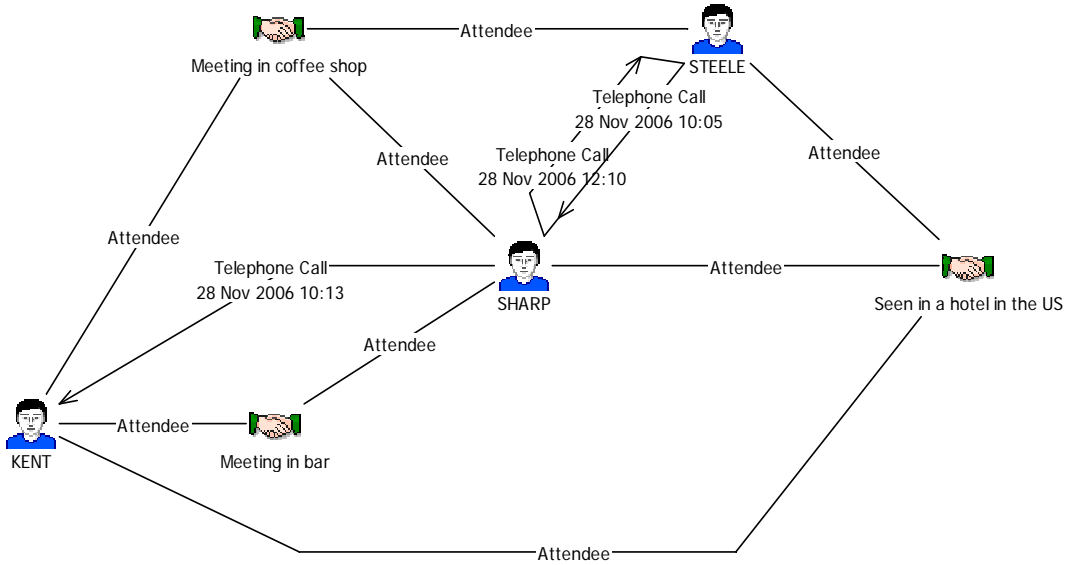 Attendee
Meeting in coffee shop
STEELE
Telephone Call
28 Nov 2006 10:05
Attendee
Attendee
Telephone Call
28 Nov 2006 12:10
Attendee
Telephone Call
28 Nov 2006 10:13
Attendee
SHARP
Seen in a hotel in the US
Attendee
Attendee
KENT
Meeting in bar
Attendee